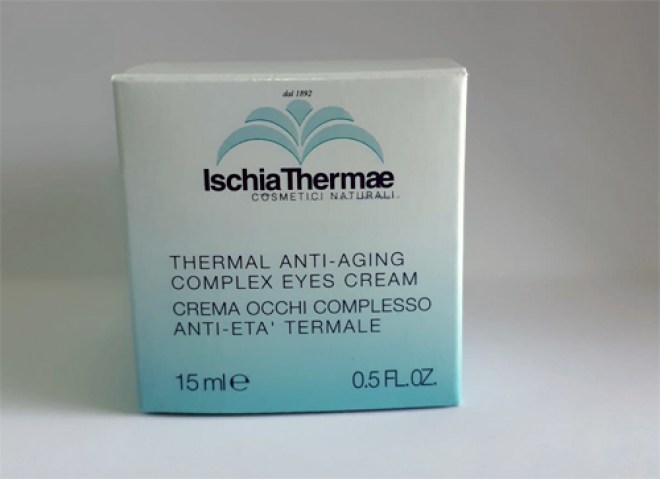 dal 1892
IschiaThermæ
COSMETICI NATURALI
THERMAL ANTI-AGING
COMPLEX EYES CREAM
CREMA OCCHI COMPLESSO
ANTI-ETA' TERMALE
15 ml ℮ 0.5 FL.OZ.